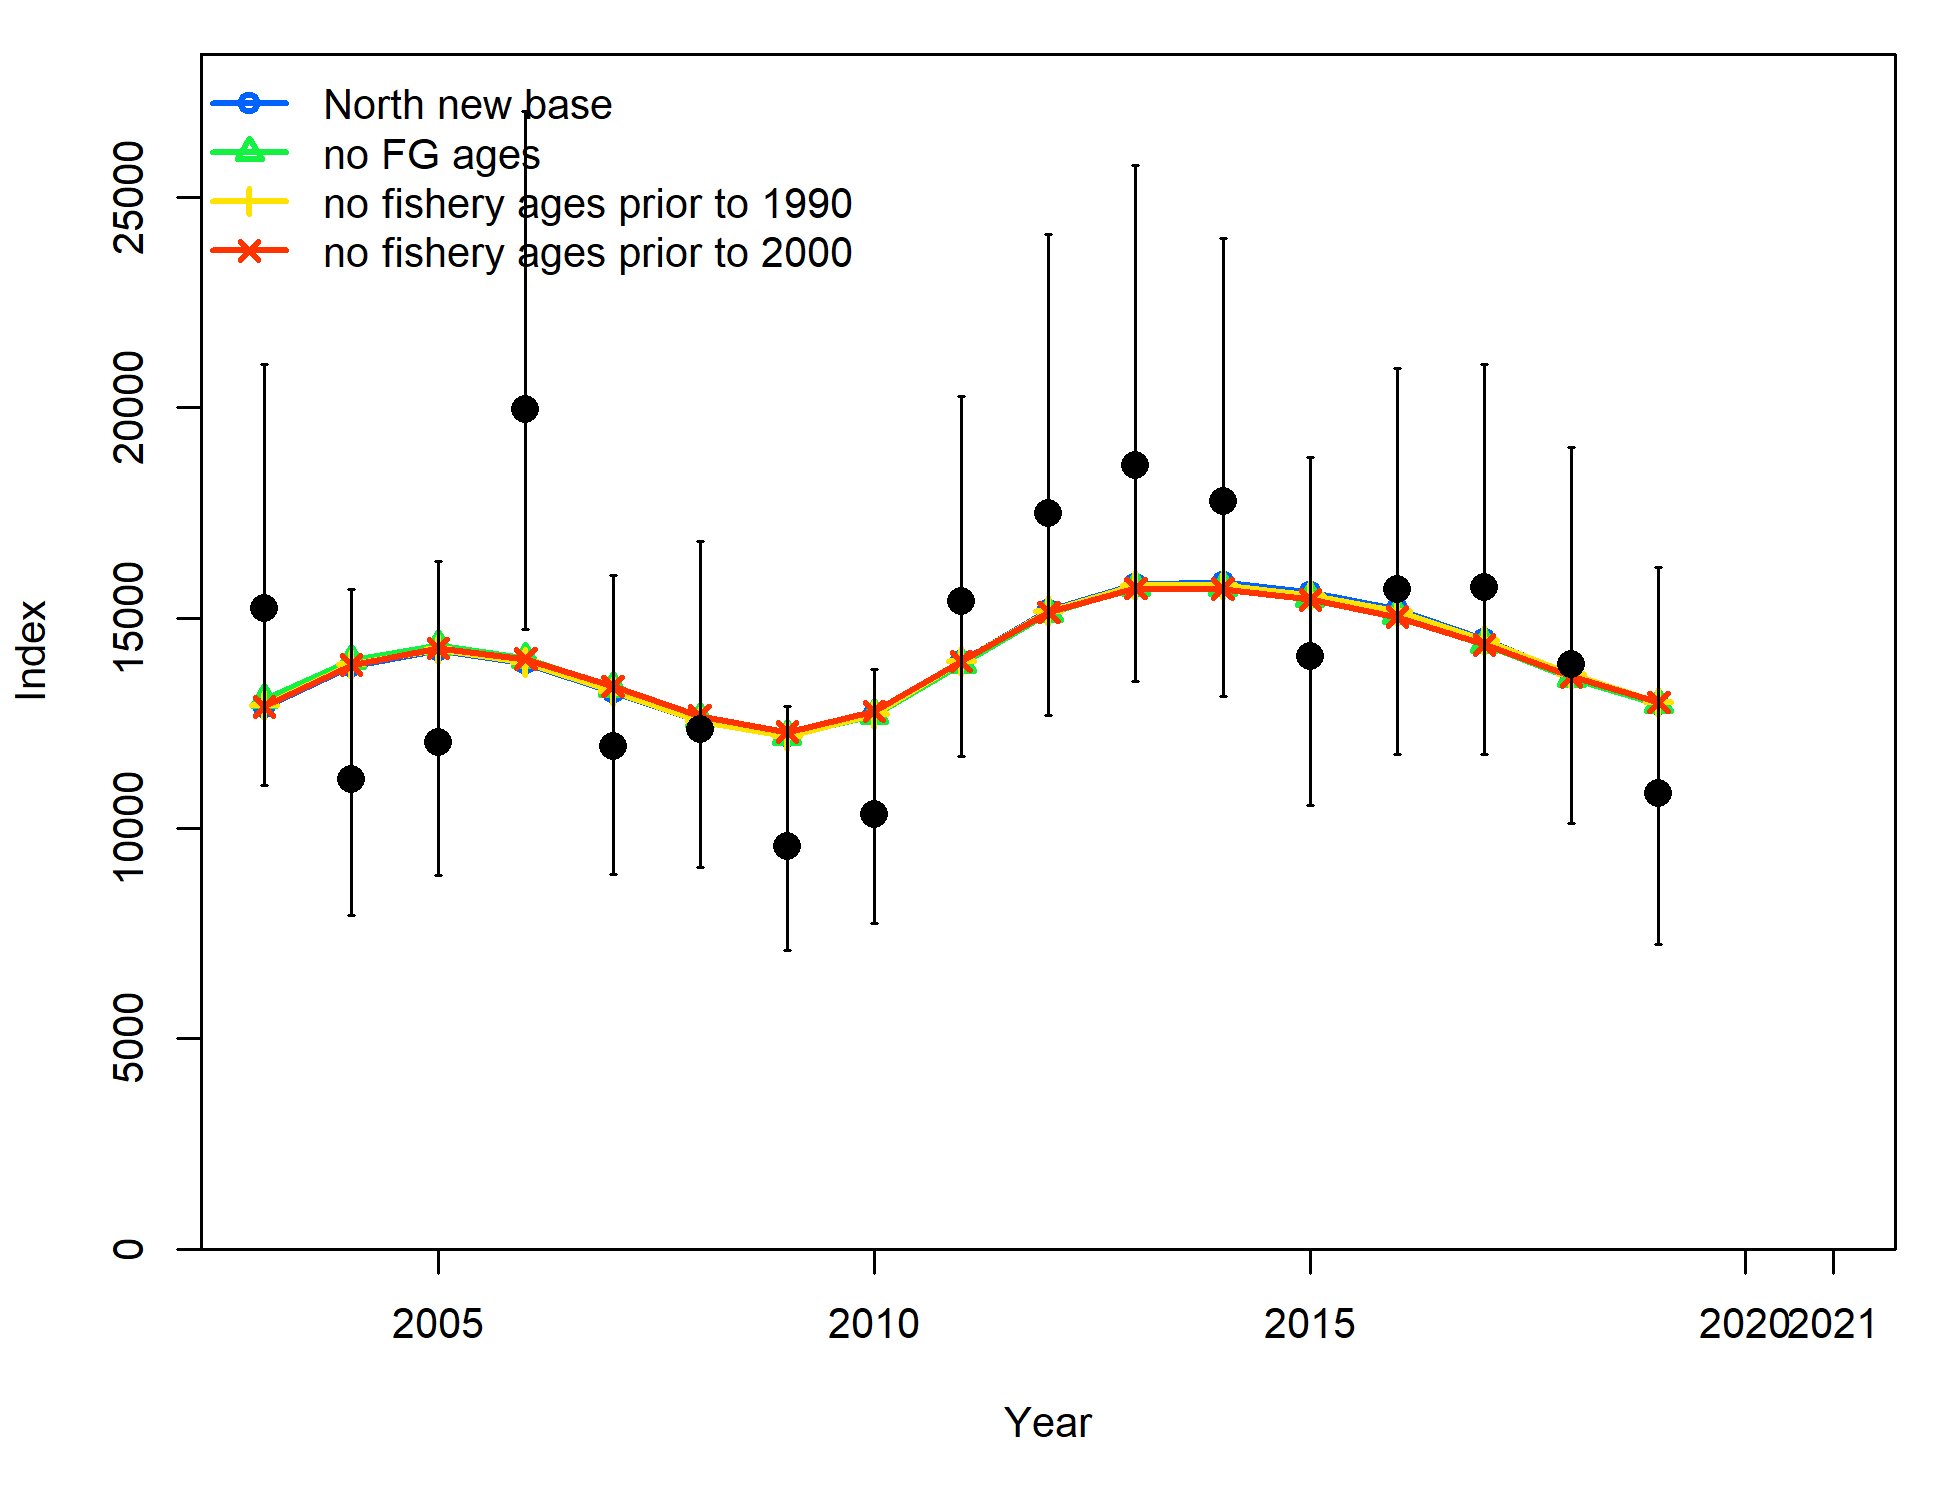 North new base
no FG ages
no fishery ages prior to 1990
no fishery ages prior to 2000
25000
20000
15000
10000
5000
0
Index
2005 2010 2015 2020 2021
Year